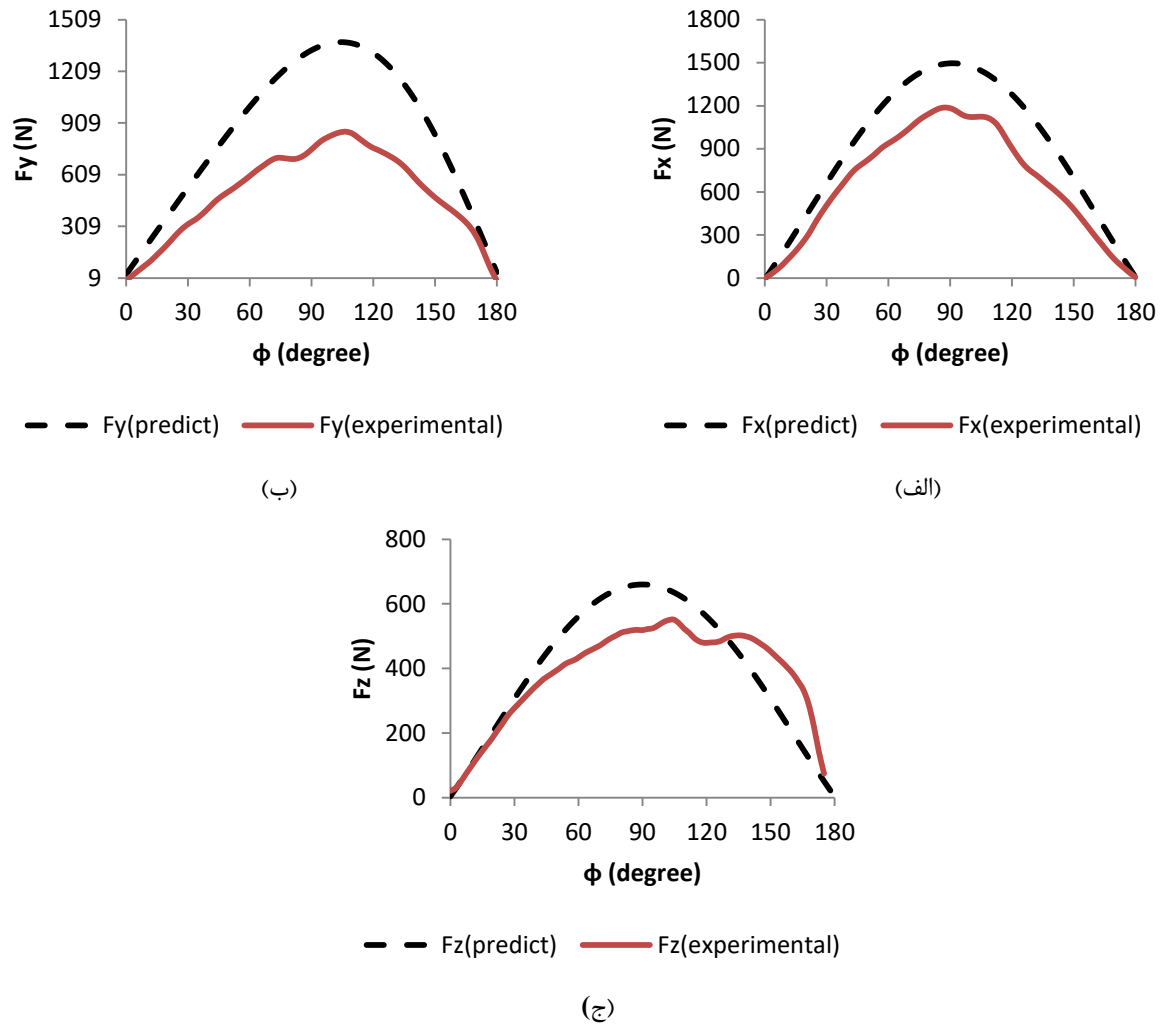 1509
1209
909
609
309
9
Fy (N)
0 30 60 90 120 150 180
ϕ (degree)
Fy(predict) Fy(experimental)
(ب)
1800
1500
1200
900
600
300
0
Fx (N)
0 30 60 90 120 150 180
ϕ (degree)
Fx(predict) Fx(experimental)
(الف)
800
600
400
200
0
Fz (N)
0 30 60 90 120 150 180
ϕ (degree)
Fz(predict) Fz(experimental)
(ج)